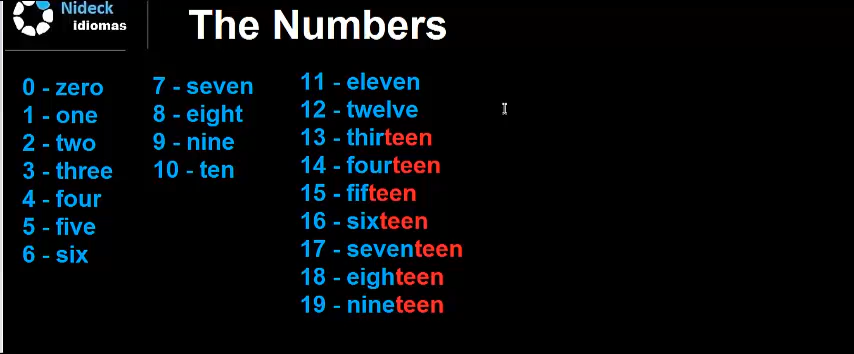 Nideck
idiomas
The Numbers
0 - zero
1 - one
2 - two
3 - three
4 - four
5 - five
6 - six
7 - seven
8 - eight
9 - nine
10 - ten
11 - eleven
12 - twelve
13 - thirteen
14 - fourteen
15 - fifteen
16 - sixteen
17 - seventeen
18 - eighteen
19 - nineteen